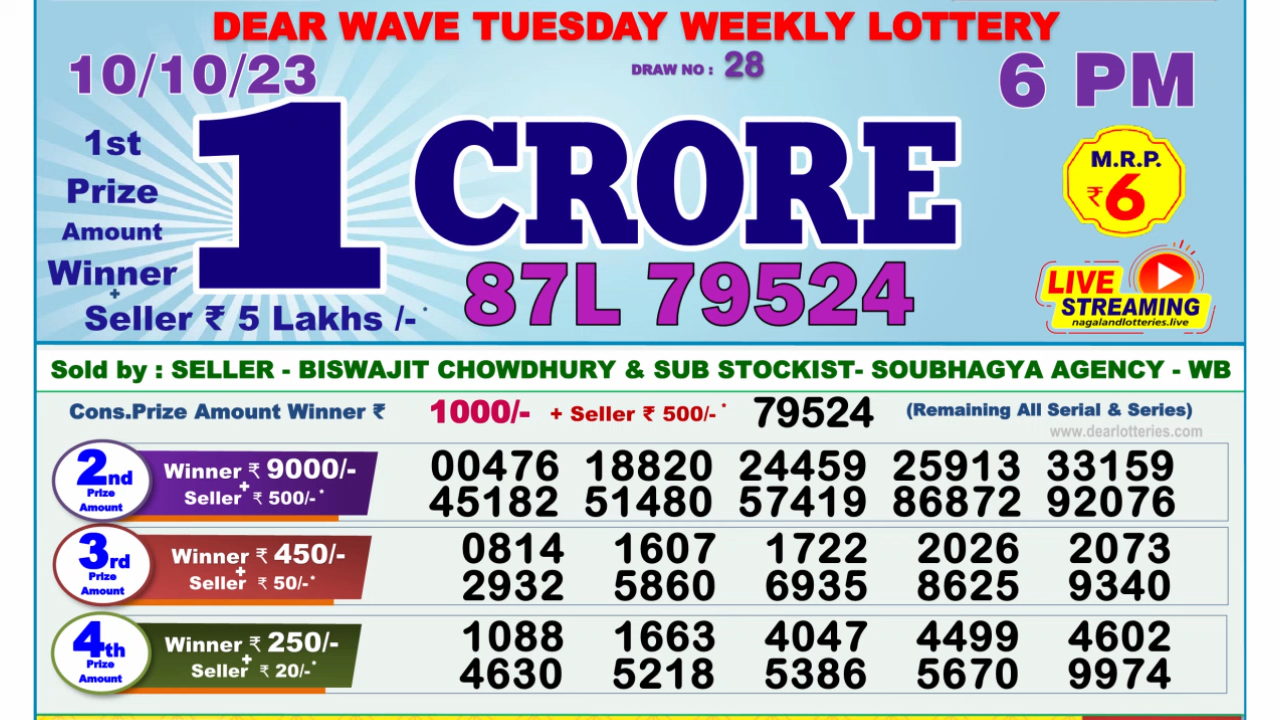 DEAR WAVE TUESDAY WEEKLY LOTTERY
10/10/23
DRAW NO : 28
6 PM
1st
Prize
Amount
Winner
+
Seller ₹ 5 Lakhs /-*
1 CRORE
87L 79524
M.R.P.
₹6
LIVE
STREAMING
nagalandlotteries.live
Sold by : SELLER - BISWAJIT CHOWDHURY & SUB STOCKIST- SOUBHAGYA AGENCY - WB
Cons.Prize Amount Winner ₹ 1000/- + Seller ₹ 500/-* 79524 (Remaining All Serial & Series)
www.dearlotteries.com
2nd
Prize
Amount
Winner ₹ 9000/-
+
Seller ₹ 500/-*
00476 18820 24459 25913 33159
45182 51480 57419 86872 92076
3rd
Prize
Amount
Winner ₹ 450/-
+
Seller ₹ 50/-*
0814 1607 1722 2026 2073
2932 5860 6935 8625 9340
4th
Prize
Amount
Winner ₹ 250/-
+
Seller ₹ 20/-*
1088 1663 4047 4499 4602
4630 5218 5386 5670 9974